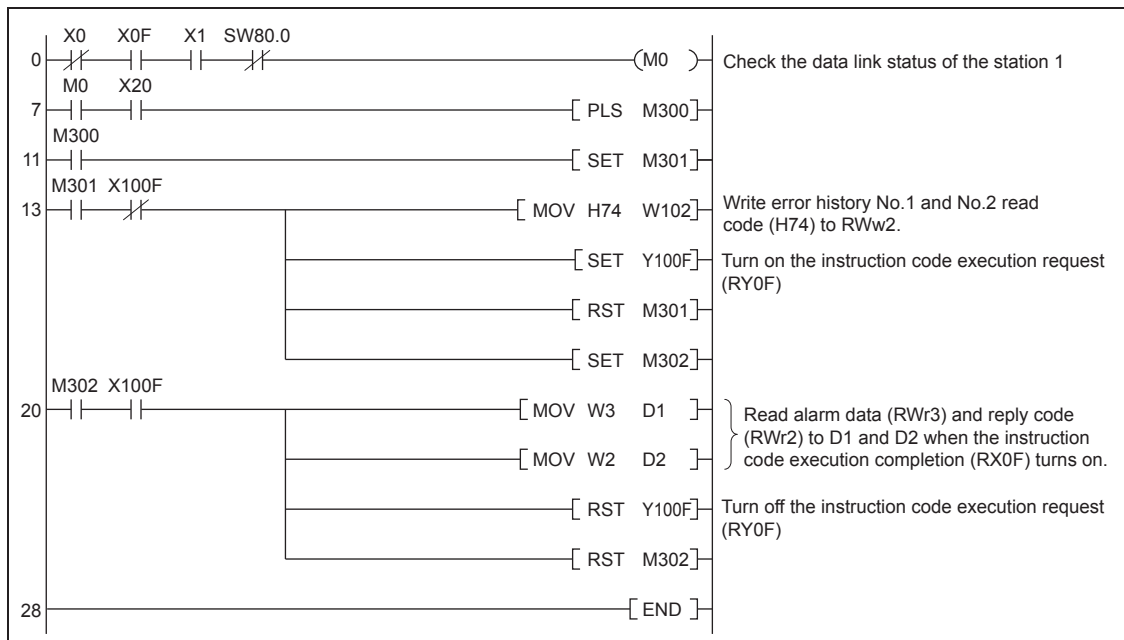 X0 X0F X1 SW80.0
0 (M0 ) Check the data link status of the station 1
M0 X20
7 [ PLS M300]
M300
11 [ SET M301]
M301 X100F
13 [ MOV H74 W102] Write error history No.1 and No.2 read
code (H74) to RWw2.
[ SET Y100F] Turn on the instruction code execution request
(RY0F)
[ RST M301]
[ SET M302]
M302 X100F
20 [ MOV W3 D1 ] Read alarm data (RWr3) and reply code
(RWr2) to D1 and D2 when the instruction
[ MOV W2 D2 ] code execution completion (RX0F) turns on.
[ RST Y100F] Turn off the instruction code execution request
(RY0F)
[ RST M302]
28 [ END ]